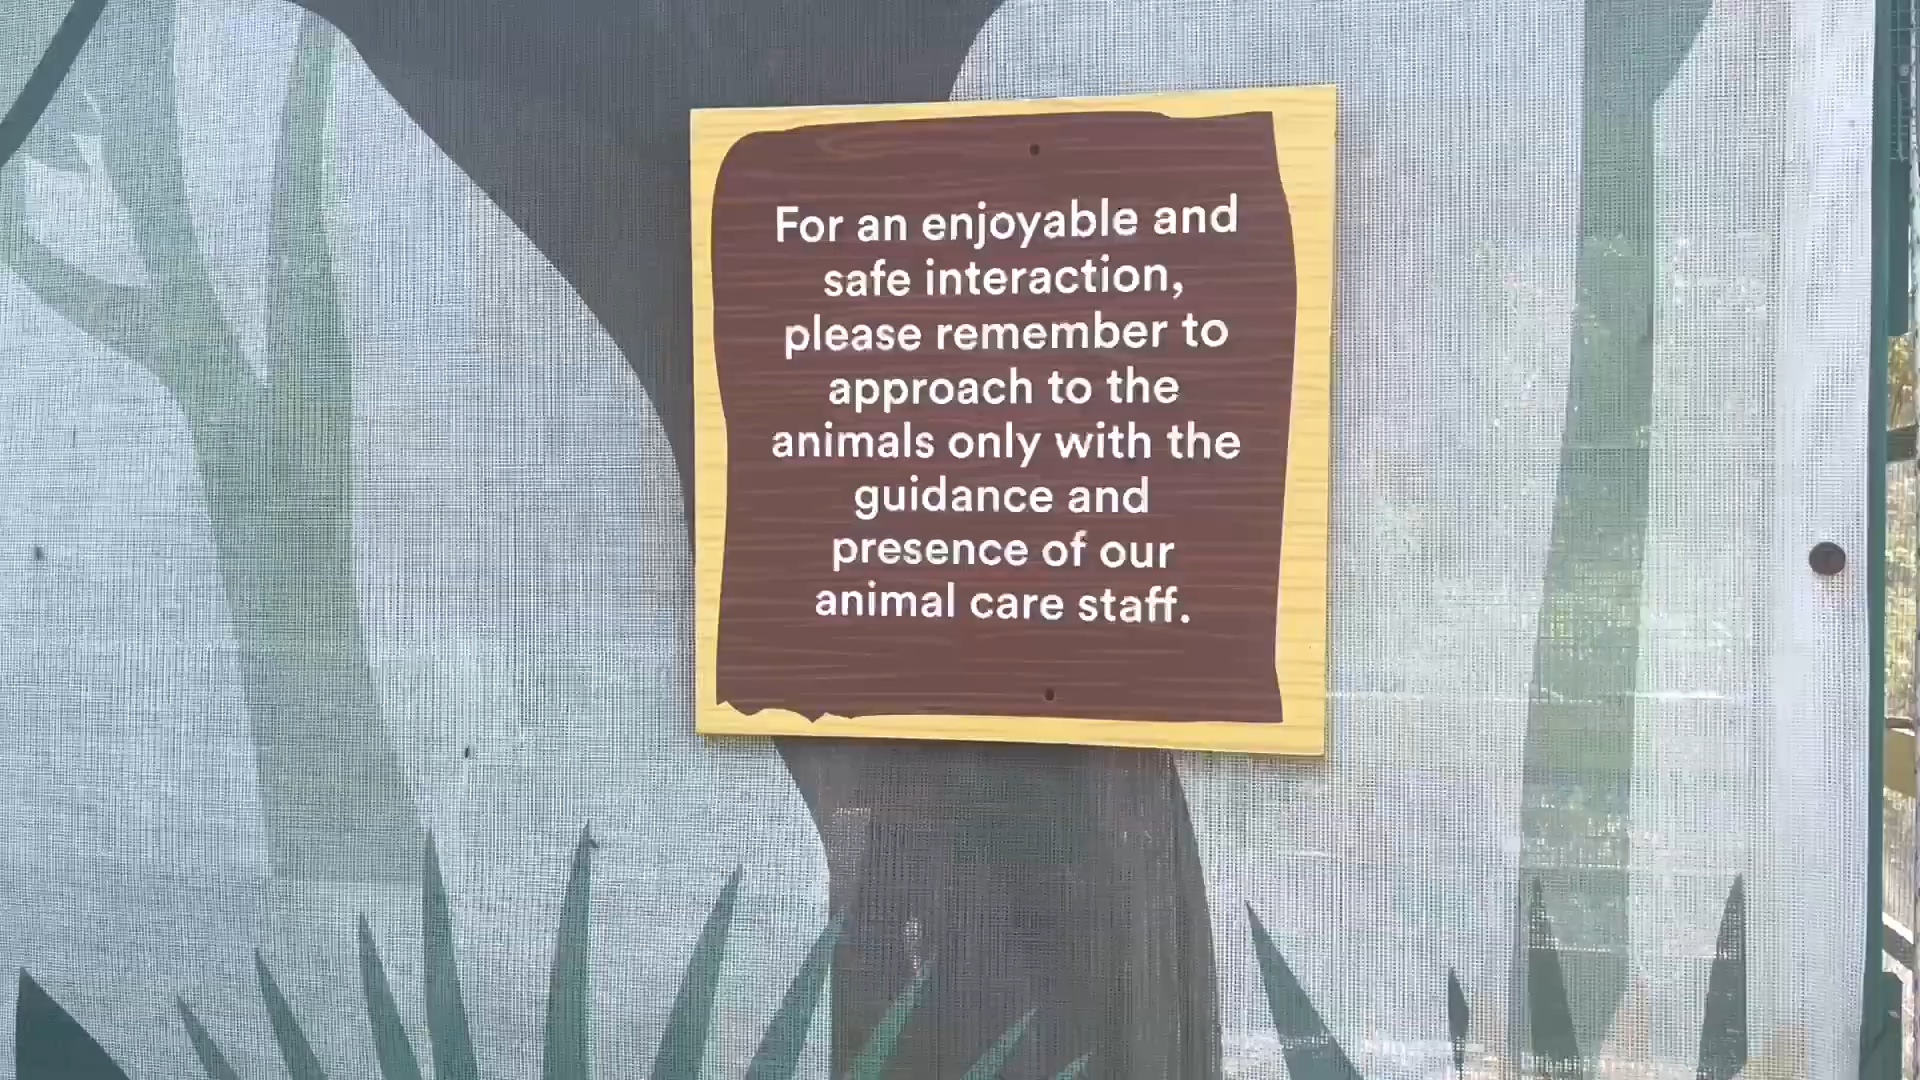 For an enjoyable and
safe interaction,
please remember to
approach to the
animals only with the
guidance and
presence of our
animal care staff.